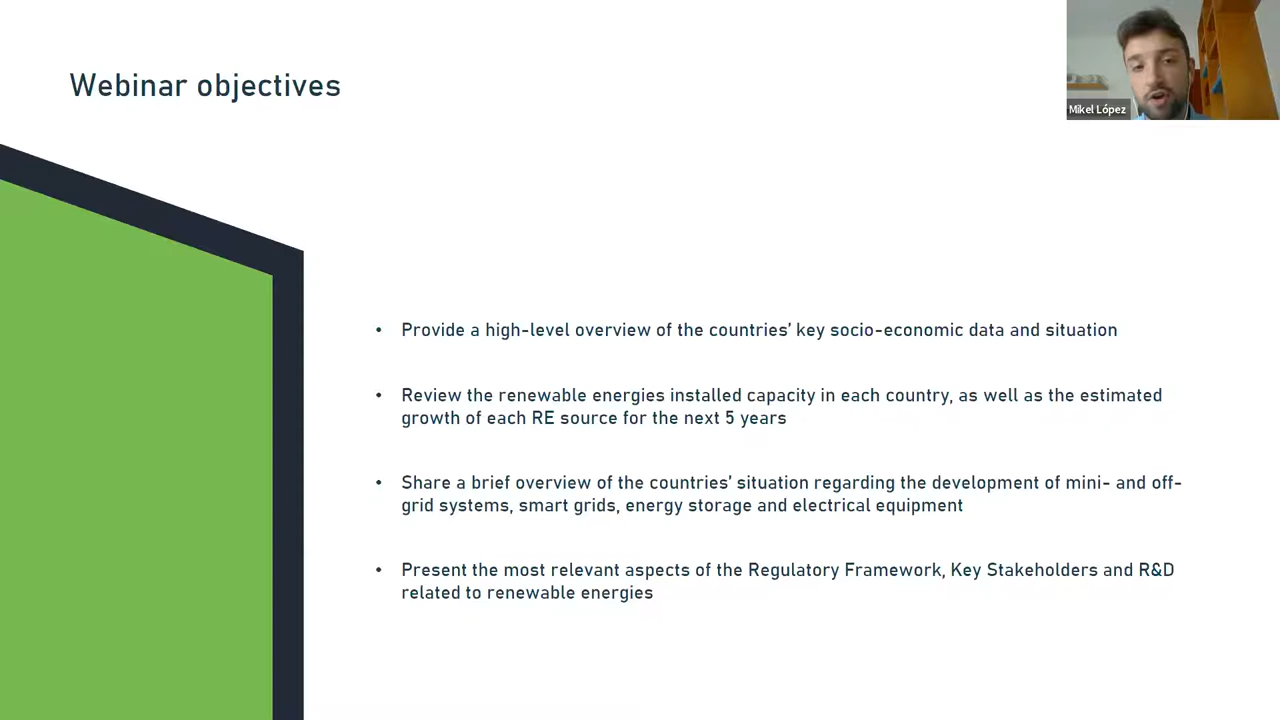 Webinar objectives
Mikel López
• Provide a high-level overview of the countries' key socio-economic data and situation
• Review the renewable energies installed capacity in each country, as well as the estimated
growth of each RE source for the next 5 years
• Share a brief overview of the countries' situation regarding the development of mini- and off-
grid systems, smart grids, energy storage and electrical equipment
• Present the most relevant aspects of the Regulatory Framework, Key Stakeholders and R&D
related to renewable energies